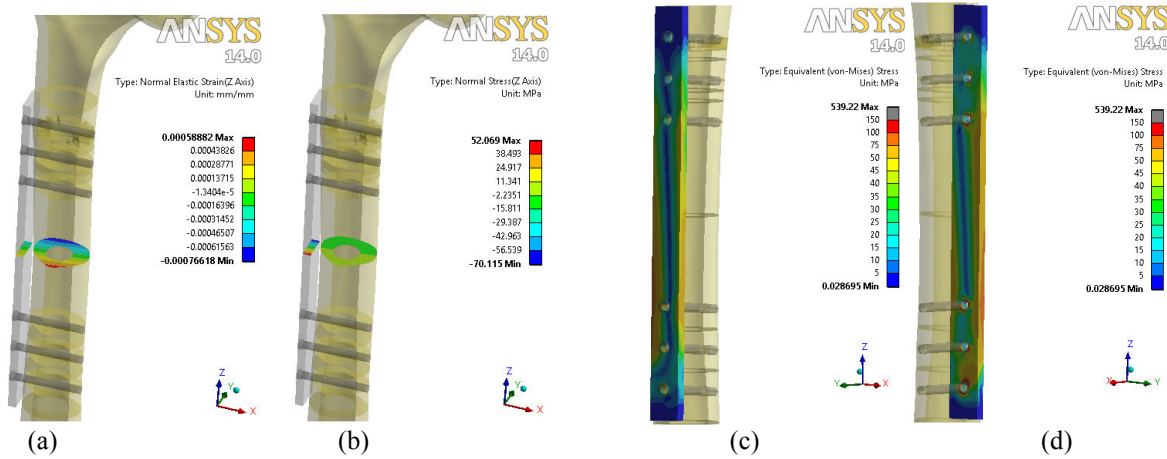 ANSYS
14.0
Type: Normal Elastic Strain(Z Axis)
Unit: mm/mm
0.00058882 Max
0.00043826
0.00028771
0.00013715
-1.3404e-5
-0.00016396
-0.00031452
-0.00046507
-0.00061563
-0.00076618 Min
Z
Y
X
(a)
ANSYS
14.0
Type: Normal Stress(Z Axis)
Unit: MPa
52.069 Max
38.493
24.917
11.341
-2.2351
-15.811
-29.387
-42.963
-56.539
-70.115 Min
Z
Y
X
(b)
ANSYS
14.0
Type: Equivalent (von-Mises) Stress
Unit: MPa
539.22 Max
150
100
75
50
45
40
35
30
25
20
15
10
5
0.028695 Min
Z
Y
X
(c)
ANSYS
14.0
Type: Equivalent (von-Mises) Stress
Unit: MPa
539.22 Max
150
100
75
50
45
40
35
30
25
20
15
10
5
0.028695 Min
Z
X
Y
(d)